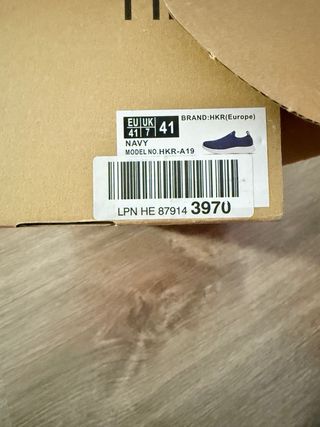 EU UK 41 BRAND:HKR(Europe)
41 7
NAVY
MODEL NO.HKR-A19
LPN HE 87914 3970